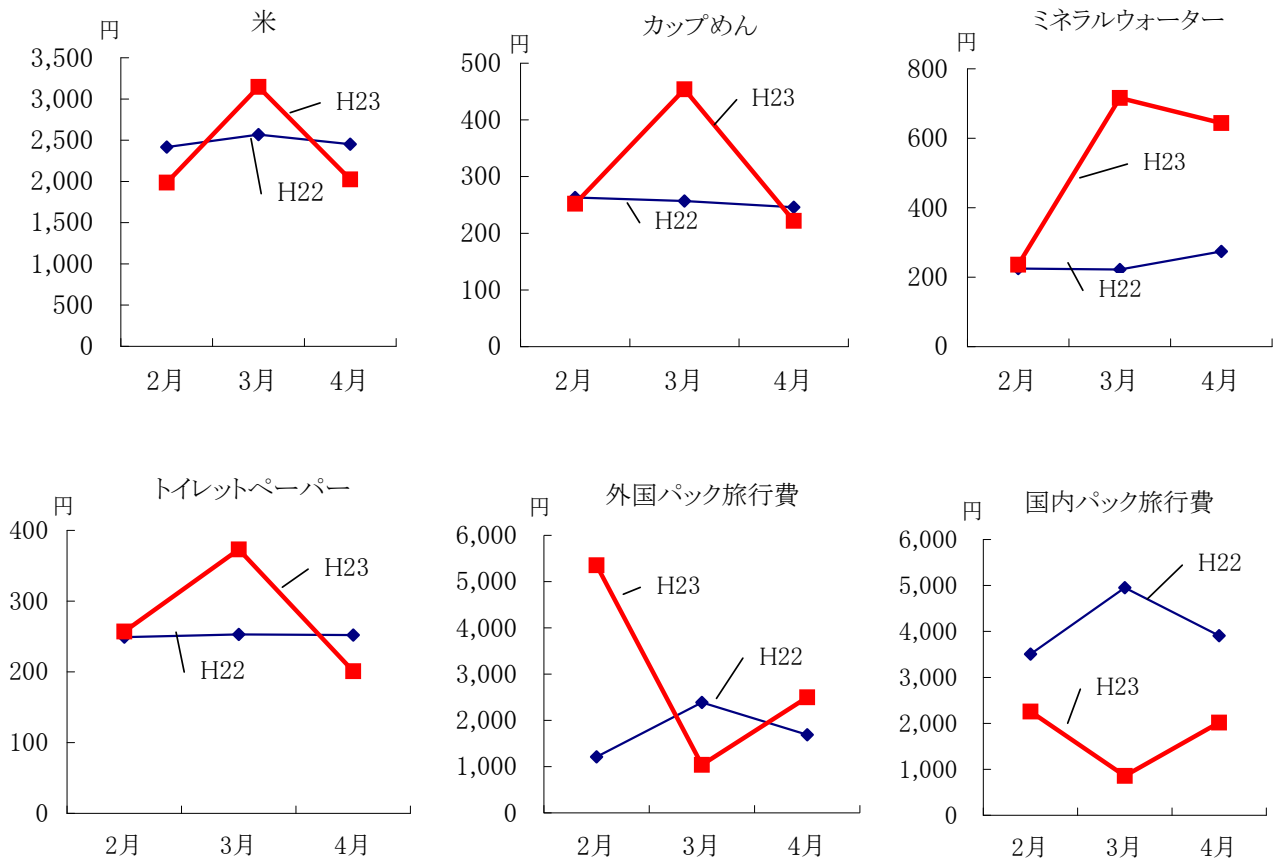 米
円
3,500
3,000
2,500
2,000
1,500
1,000
500
0
H23
H22
2月 3月 4月
カップめん
円
500
400
300
200
100
0
H23
H22
2月 3月 4月
ミネラルウォーター
円
800
600
400
200
0
H23
H22
2月 3月 4月
トイレットペーパー
円
400
300
200
100
0
H23
H22
2月 3月 4月
外国パック旅行費
円
6,000
5,000
4,000
3,000
2,000
1,000
0
H23
H22
2月 3月 4月
国内パック旅行費
円
6,000
5,000
4,000
3,000
2,000
1,000
0
H22
H23
2月 3月 4月